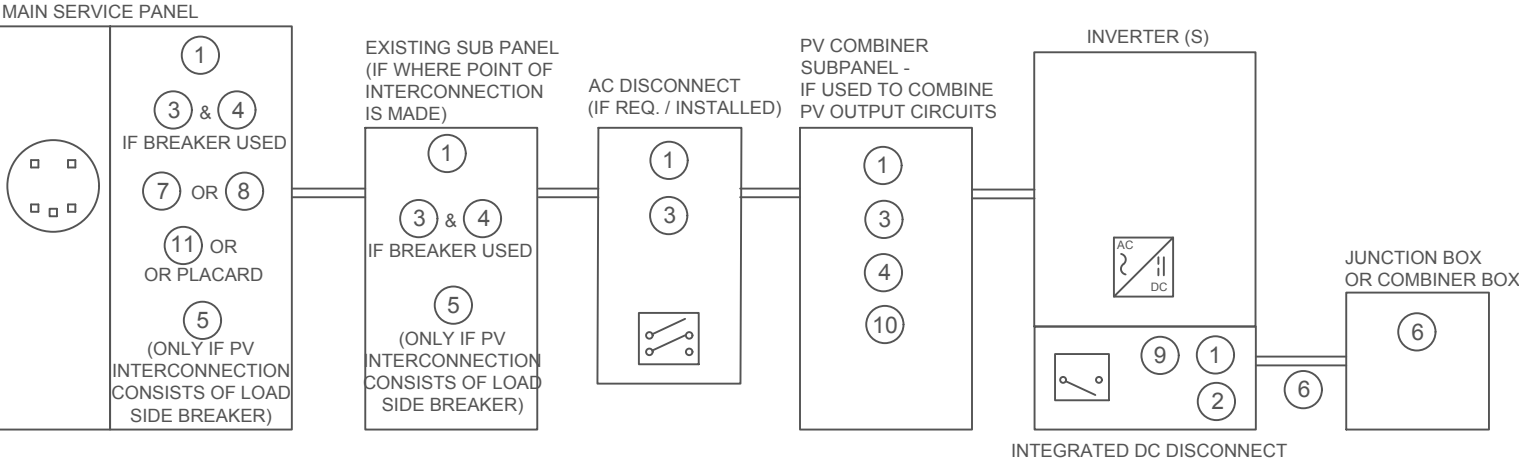 MAIN SERVICE PANEL
1
3 & 4
IF BREAKER USED
7 OR 8
11 OR
OR PLACARD
5
(ONLY IF PV
INTERCONNECTION
CONSISTS OF LOAD
SIDE BREAKER)
EXISTING SUB PANEL
(IF WHERE POINT OF
INTERCONNECTION
IS MADE)
1
3 & 4
IF BREAKER USED
5
(ONLY IF PV
INTERCONNECTION
CONSISTS OF LOAD
SIDE BREAKER)
AC DISCONNECT
(IF REQ. / INSTALLED)
1
3
PV COMBINER
SUBPANEL -
IF USED TO COMBINE
PV OUTPUT CIRCUITS
1
3
4
10
INVERTER (S)
AC
DC
9 1
2
INTEGRATED DC DISCONNECT
6
JUNCTION BOX
OR COMBINER BOX
6